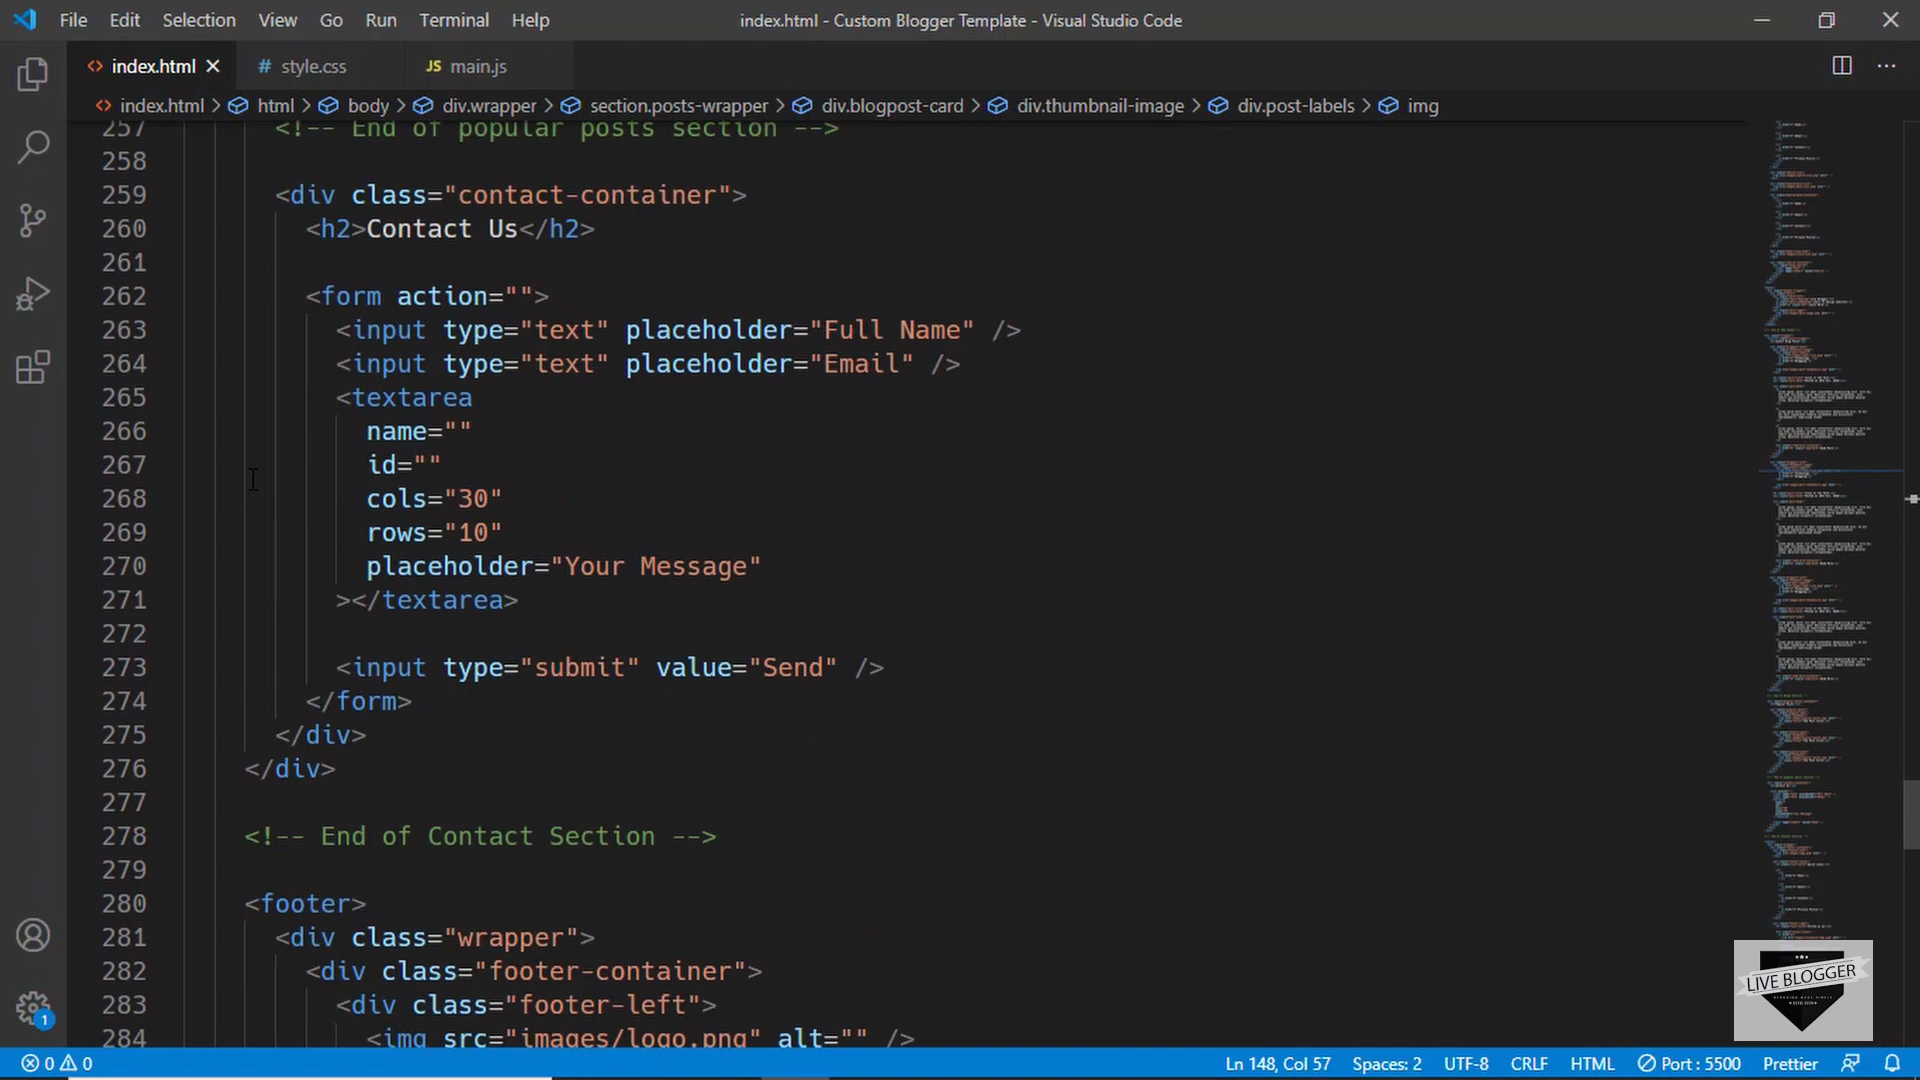 File Edit Selection View Go Run Terminal Help
index.html - Custom Blogger Template - Visual Studio Code
<> index.html
# style.css
JS main.js
<> index.html > html > body > div.wrapper > section.posts-wrapper > div.blogpost-card > div.thumbnail-image > div.post-labels > img
257 <!-- End of popular posts section -->
258
259 <div class="contact-container">
260 <h2>Contact Us</h2>
261
262 <form action="">
263 <input type="text" placeholder="Full Name" />
264 <input type="text" placeholder="Email" />
265 <textarea
266 name=""
267 id=""
268 cols="30"
269 rows="10"
270 placeholder="Your Message"
271 ></textarea>
272
273 <input type="submit" value="Send" />
274 </form>
275 </div>
276 </div>
277
278 <!-- End of Contact Section -->
279
280 <footer>
281 <div class="wrapper">
282 <div class="footer-container">
283 <div class="footer-left">
284 <img src="images/logo.png" alt="" />
LIVE BLOGGER
1
0 0
Ln 148, Col 57 Spaces: 2 UTF-8 CRLF HTML Port : 5500 Prettier